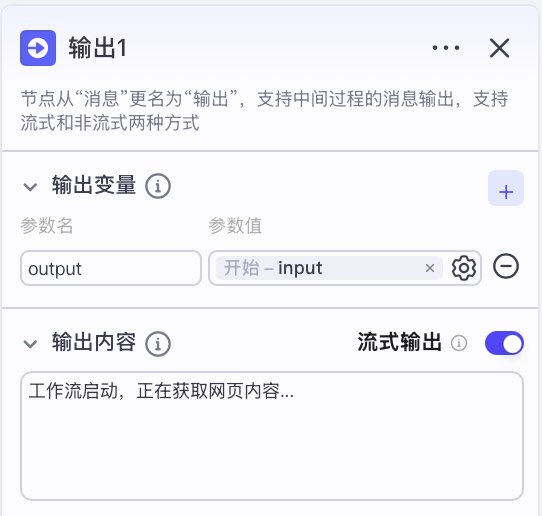 输出1
节点从“消息”更名为“输出”，支持中间过程的消息输出，支持
流式和非流式两种方式
输出变量
参数名 参数值
output 开始 – input
输出内容 流式输出
工作流启动，正在获取网页内容...